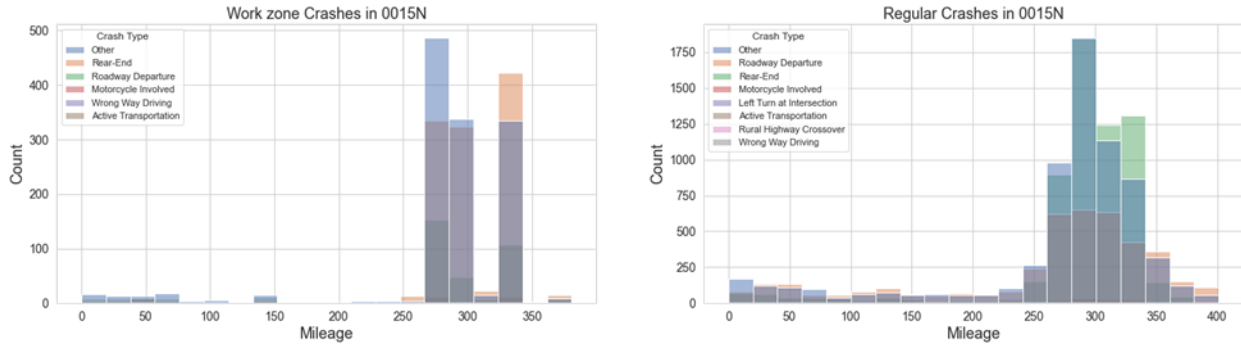 Work zone Crashes in 0015N
500
400
300
200
100
0
Count
Crash Type
Other
Rear-End
Roadway Departure
Motorcycle Involved
Wrong Way Driving
Active Transportation
0 50 100 150 200 250 300 350
Mileage
Regular Crashes in 0015N
1750
1500
1250
1000
750
500
250
0
Count
Crash Type
Other
Roadway Departure
Rear-End
Motorcycle Involved
Left Turn at Intersection
Active Transportation
Rural Highway Crossover
Wrong Way Driving
0 50 100 150 200 250 300 350 400
Mileage